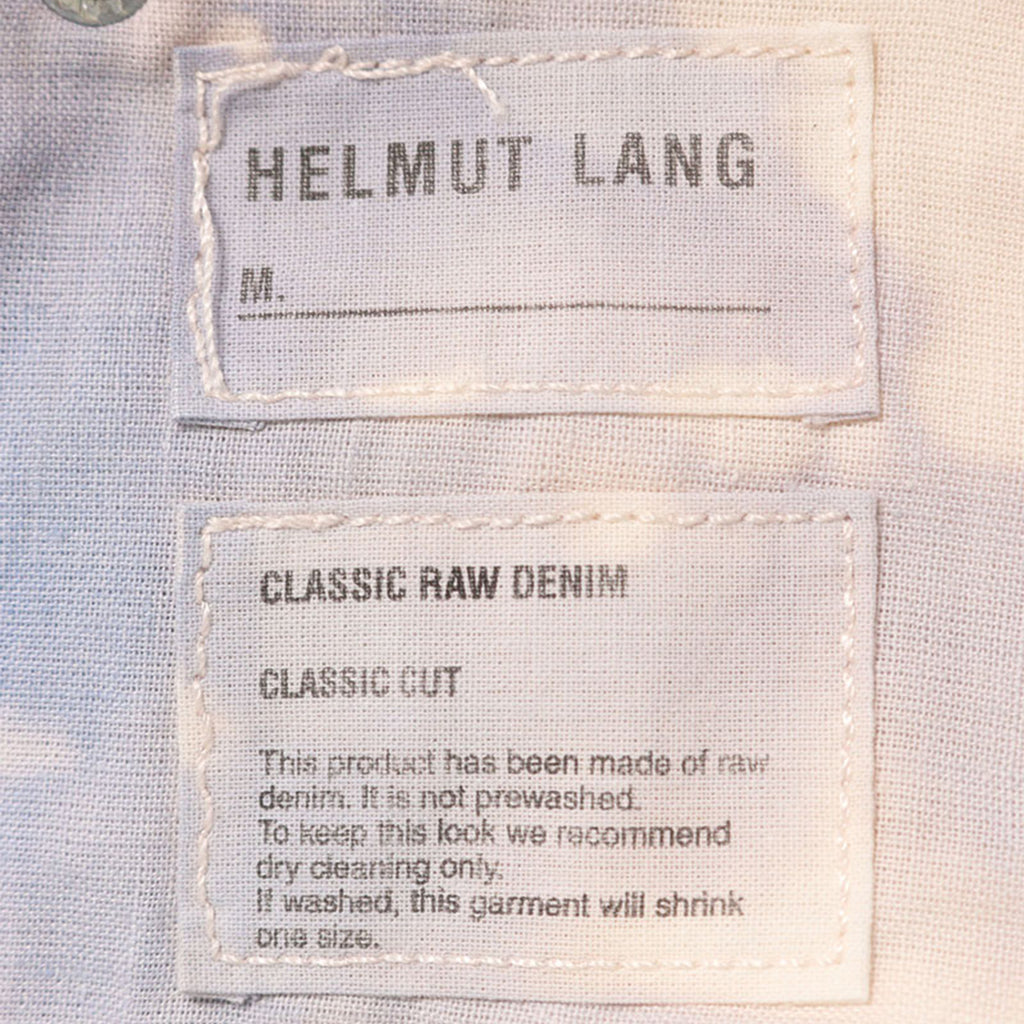 HELMUT LANG
M.
CLASSIC RAW DENIM
CLASSIC CUT
This product has been made of raw
denim. It is not prewashed.
To keep this look we recommend
dry cleaning only.
If washed, this garment will shrink
one size.